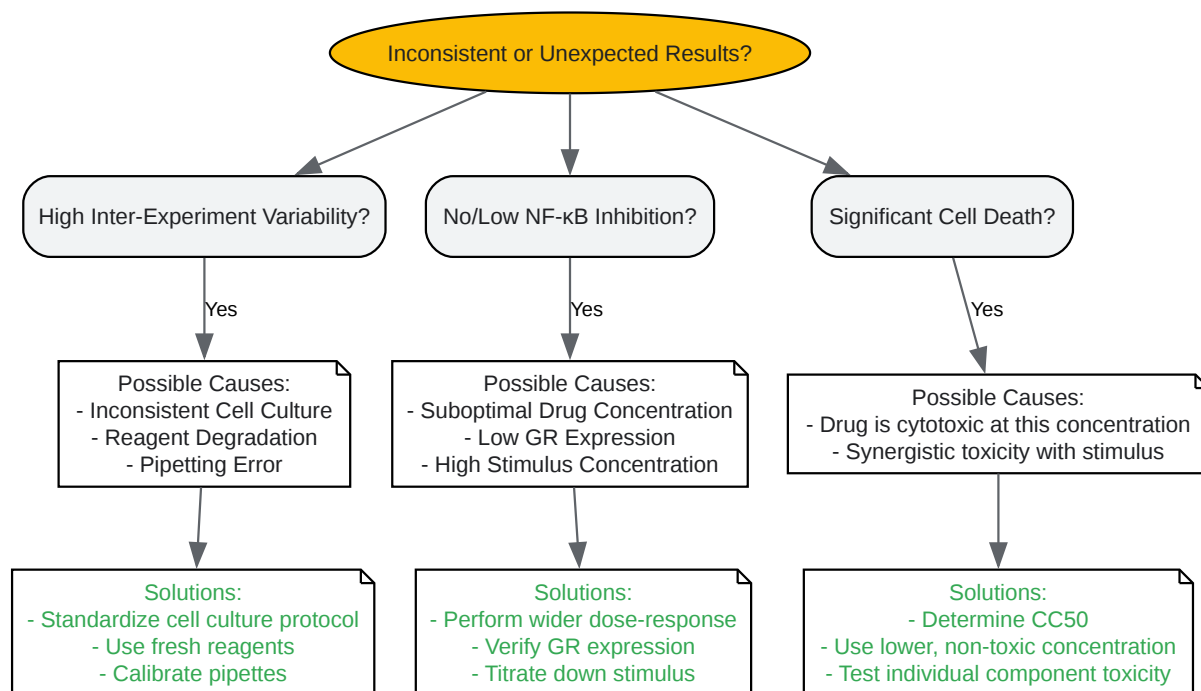 Inconsistent or Unexpected Results?
High Inter-Experiment Variability?
No/Low NF-κB Inhibition?
Significant Cell Death?
Yes
Yes
Yes
Possible Causes:
- Inconsistent Cell Culture
- Reagent Degradation
- Pipetting Error
Possible Causes:
- Suboptimal Drug Concentration
- Low GR Expression
- High Stimulus Concentration
Possible Causes:
- Drug is cytotoxic at this concentration
- Synergistic toxicity with stimulus
Solutions:
- Standardize cell culture protocol
- Use fresh reagents
- Calibrate pipettes
Solutions:
- Perform wider dose-response
- Verify GR expression
- Titrate down stimulus
Solutions:
- Determine CC50
- Use lower, non-toxic concentration
- Test individual component toxicity